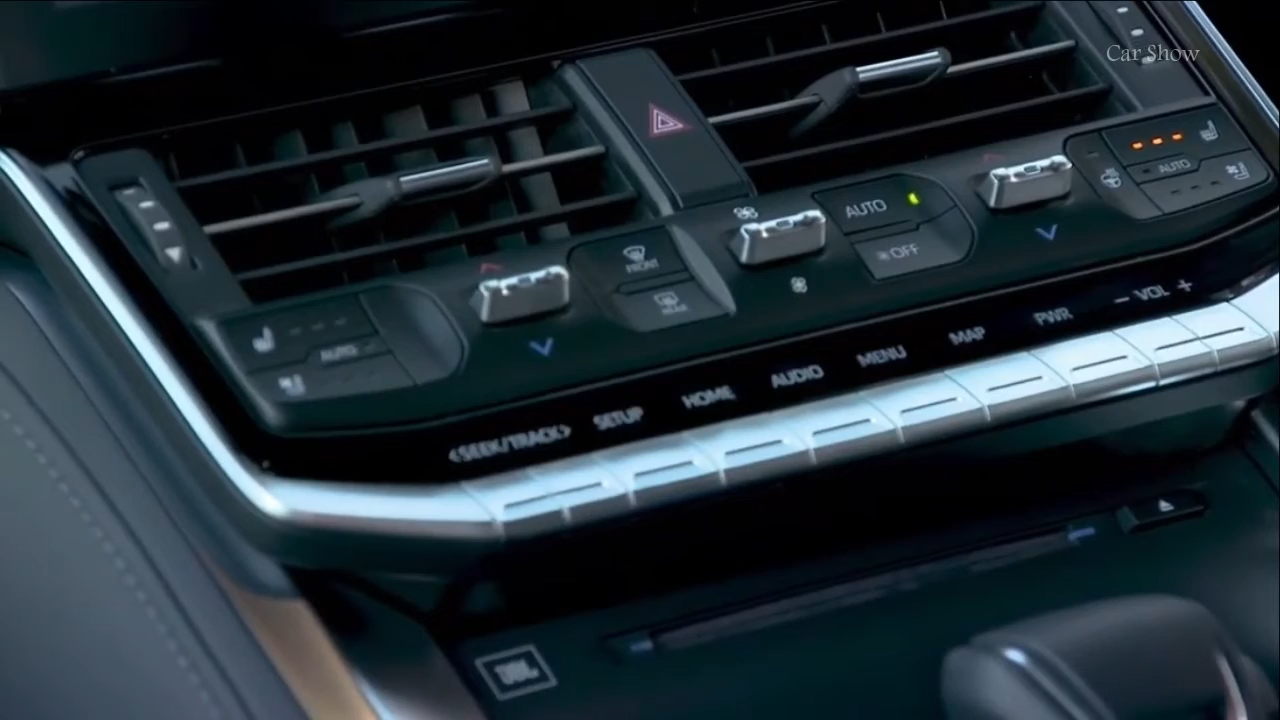 Car Show
AUTO
AUTO
OFF
FRONT
REAR
AUTO
- VOL +
PWR
MAP
MENU
AUDIO
HOME
SETUP
<SEEK/TRACK>
JBL